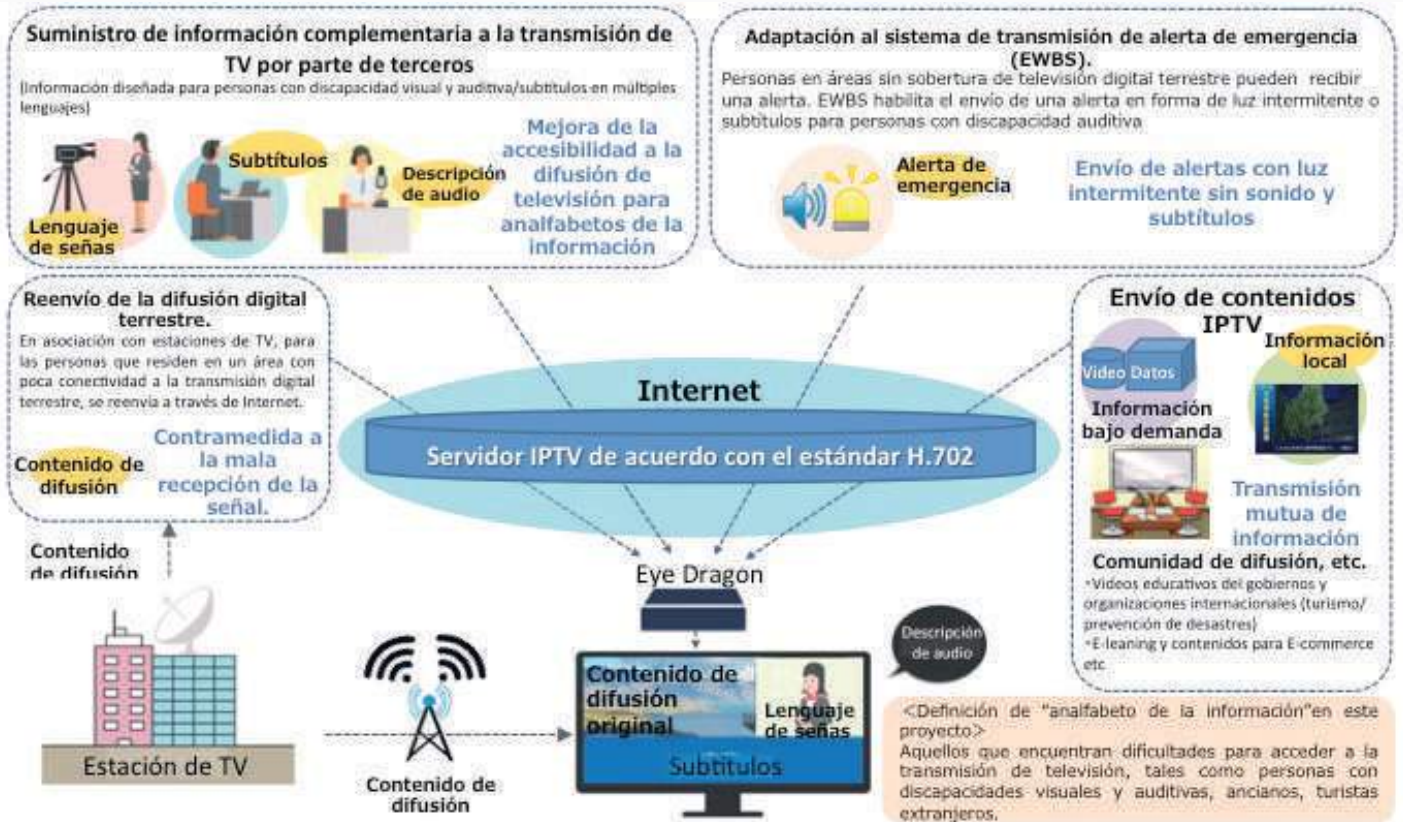 Suministro de información complementaria a la transmisión de
TV por parte de terceros
(Información diseñada para personas con discapacidad visual y auditiva/subtítulos en múltiples
lenguajes)
Lenguaje
de señas
Subtítulos
Descripción
de audio
Mejora de la
accesibilidad a la
difusión de
televisión para
analfabetos de la
información
Adaptación al sistema de transmisión de alerta de emergencia
(EWBS).
Personas en áreas sin sobertura de televisión digital terrestre pueden recibir
una alerta. EWBS habilita el envío de una alerta en forma de luz intermitente o
subtítulos para personas con discapacidad auditiva
Alerta de
emergencia
Envío de alertas con luz
intermitente sin sonido y
subtítulos
Reenvío de la difusión digital
terrestre.
En asociación con estaciones de TV, para
las personas que residen en un área con
poca conectividad a la transmisión digital
terrestre, se reenvía a través de Internet.
Contenido de
difusión
Contramedida a
la mala
recepción de la
señal.
Internet
Servidor IPTV de acuerdo con el estándar H.702
Envío de contenidos
IPTV
Video Datos
Información
bajo demanda
Información
local
Transmisión
mutua de
información
Comunidad de difusión, etc.
•Videos educativos del gobiernos y
organizaciones internacionales (turismo/
prevención de desastres)
•E-leaning y contenidos para E-commerce
etc
Contenido
de difusión
Estación de TV
Contenido de
difusión
Eye Dragon
Contenido de
difusión
original
Lenguaje
de señas
Subtítulos
Descripción
de audio
<Definición de "analfabeto de la información"en este
proyecto>
Aquellos que encuentran dificultades para acceder a la
transmisión de televisión, tales como personas con
discapacidades visuales y auditivas, ancianos, turistas
extranjeros.